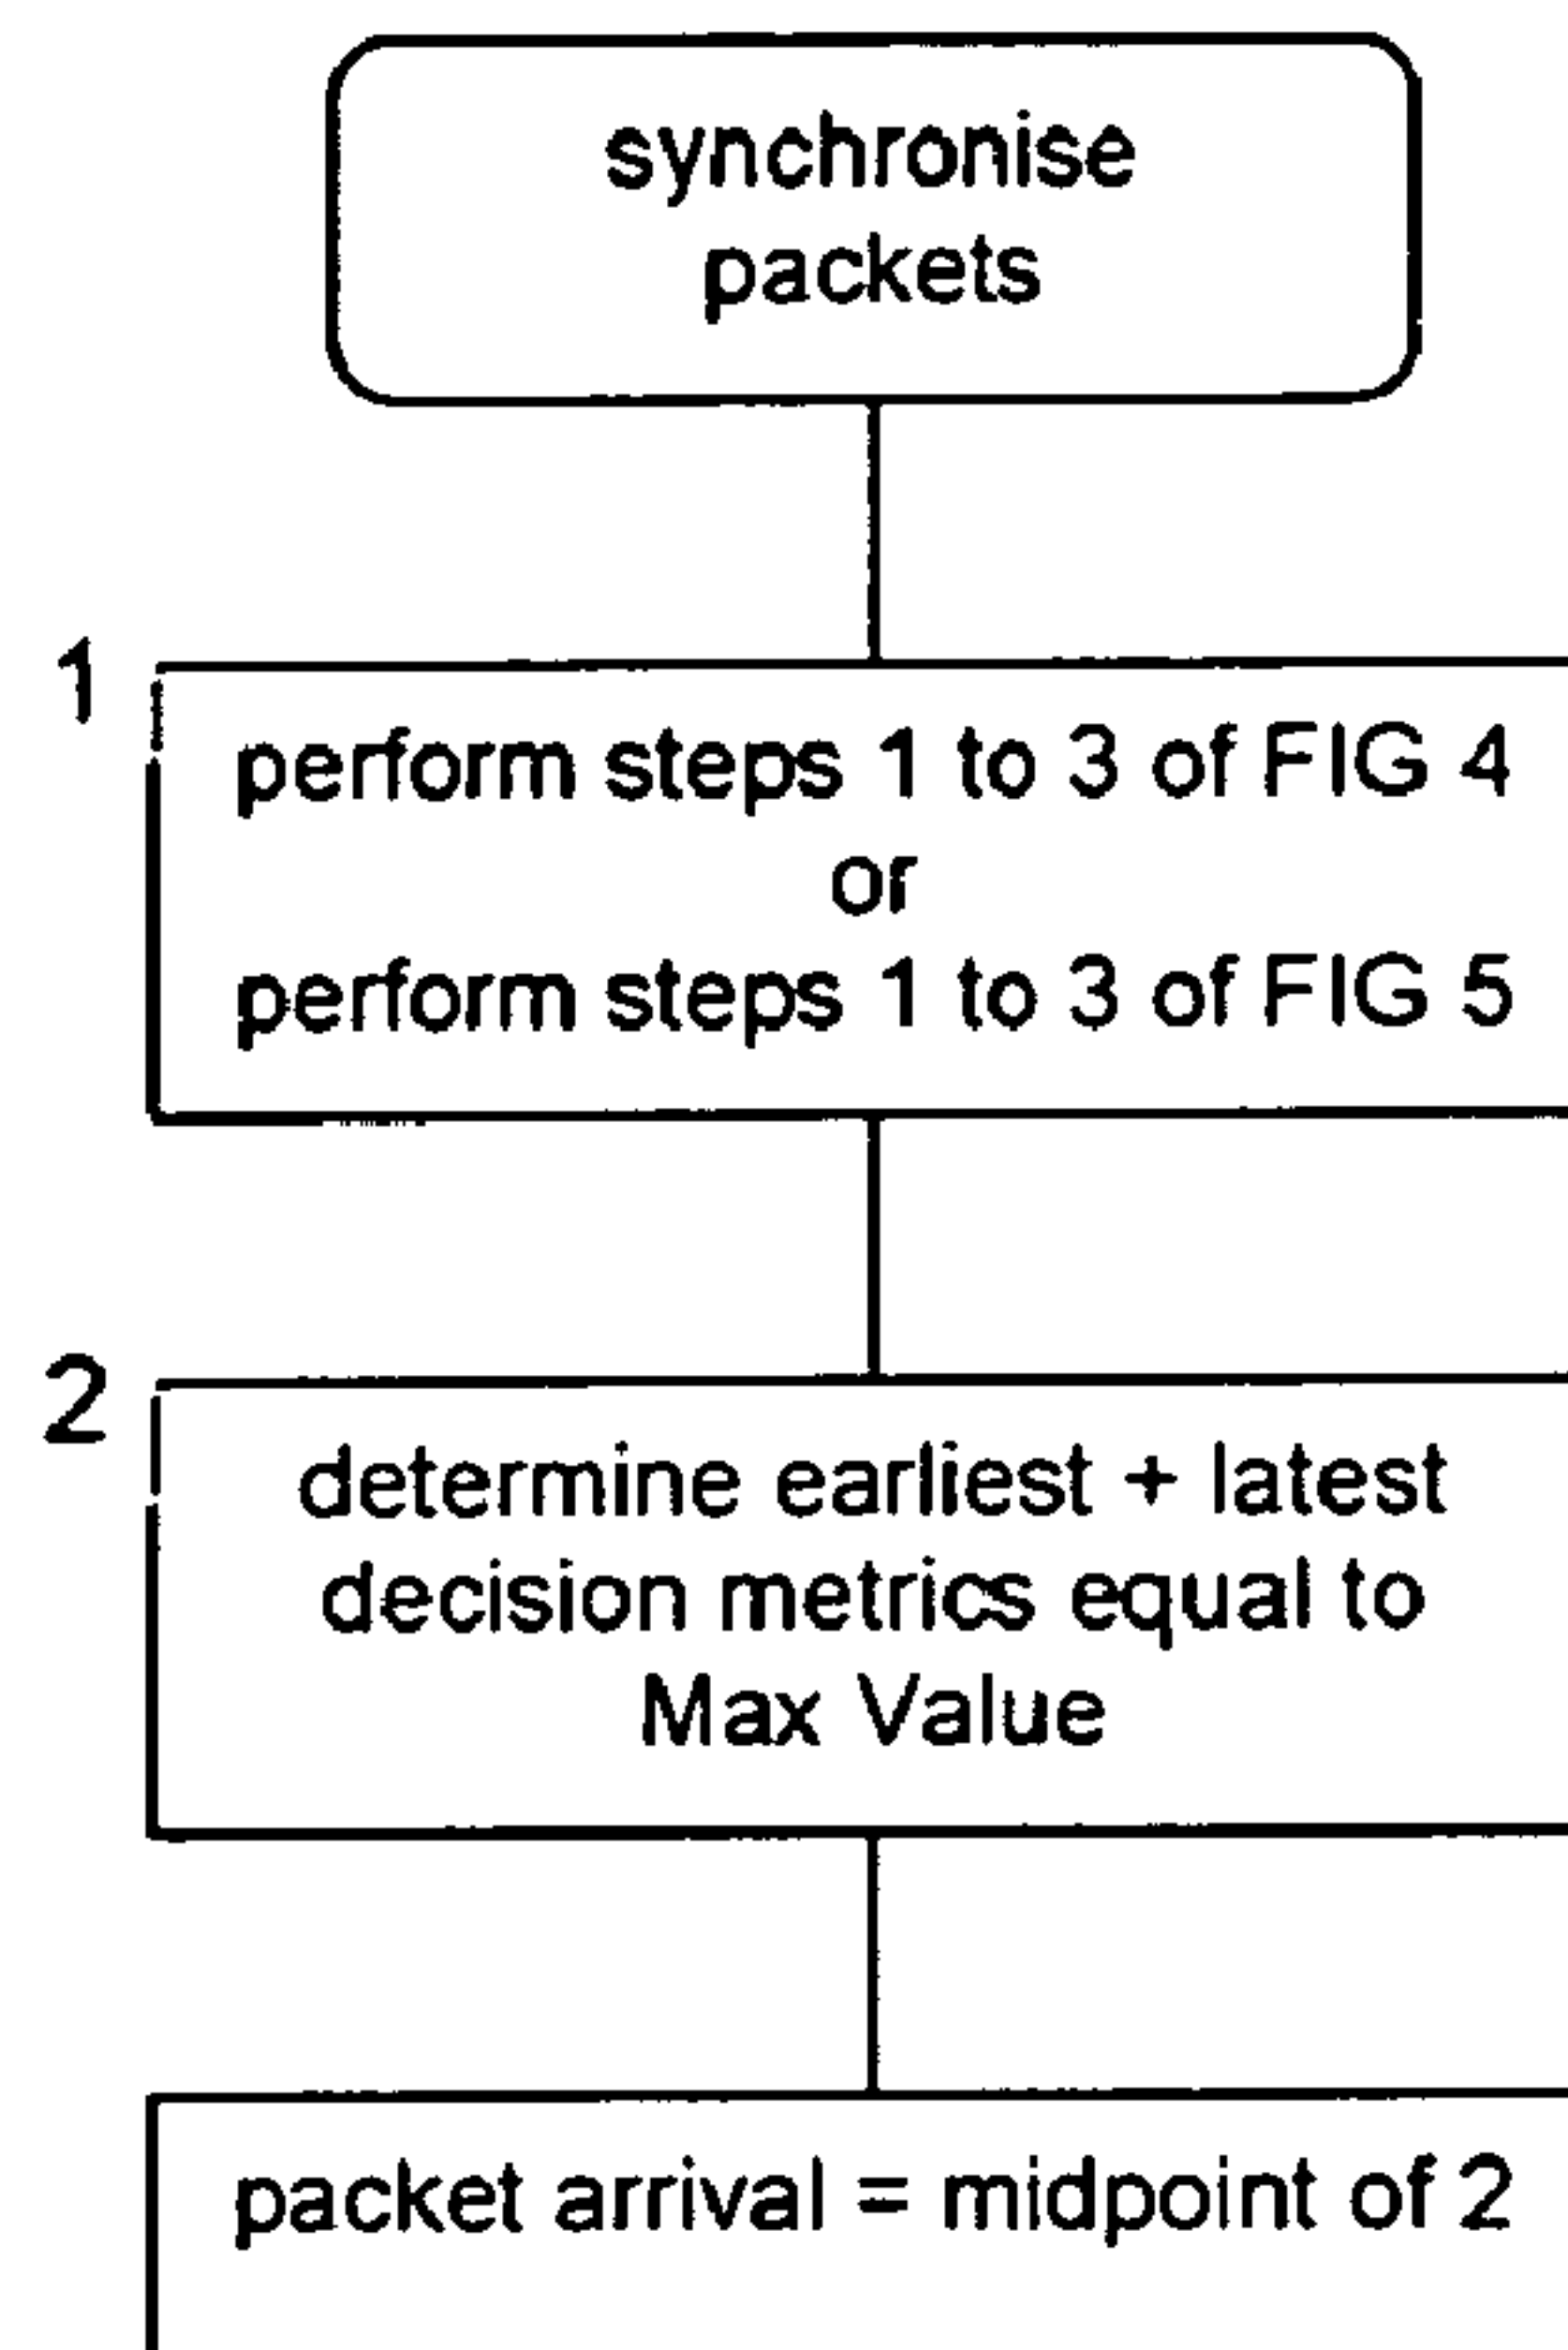 synchronise
packets
1
perform steps 1 to 3 of FIG 4
or
perform steps 1 to 3 of FIG 5
2
determine earliest + latest
decision metrics equal to
Max Value
packet arrival = midpoint of 2